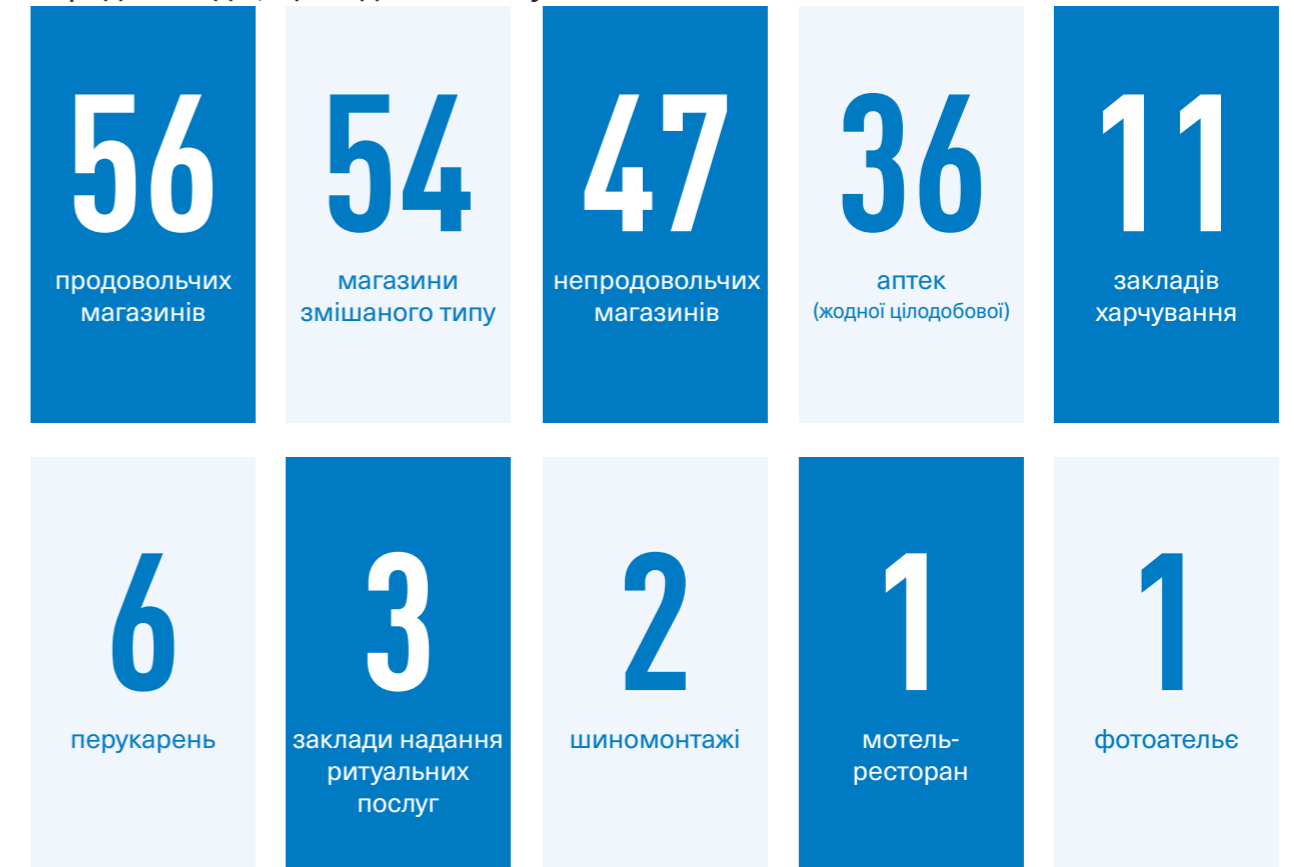 56
продовольчих
магазинів
54
магазини
змішаного типу
47
непродовольчих
магазинів
36
аптек
(жодної цілодобової)
11
закладів
харчування
6
перукарень
3
заклади надання
ритуальних
послуг
2
шиномонтажі
1
мотель-
ресторан
1
фотоательє